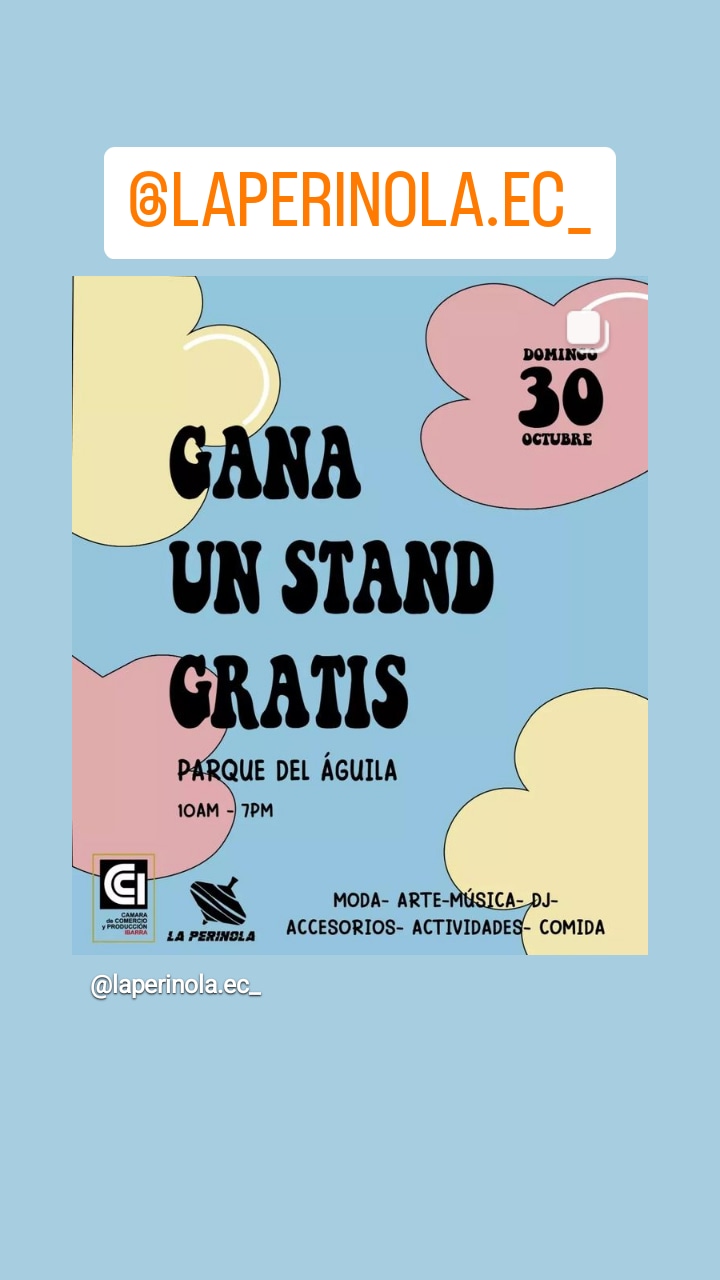 @LAPERINOLA.EC_
DOMINGO
30
OCTUBRE
GANA
UN STAND
GRATIS
PARQUE DEL ÁGUILA
10AM - 7PM
CCI
CAMARA
de COMERCIO
y PRODUCCIÓN
IBARRA
LA PERINOLA
MODA- ARTE-MÚSICA- DJ-
ACCESORIOS- ACTIVIDADES- COMIDA
@laperinola.ec_